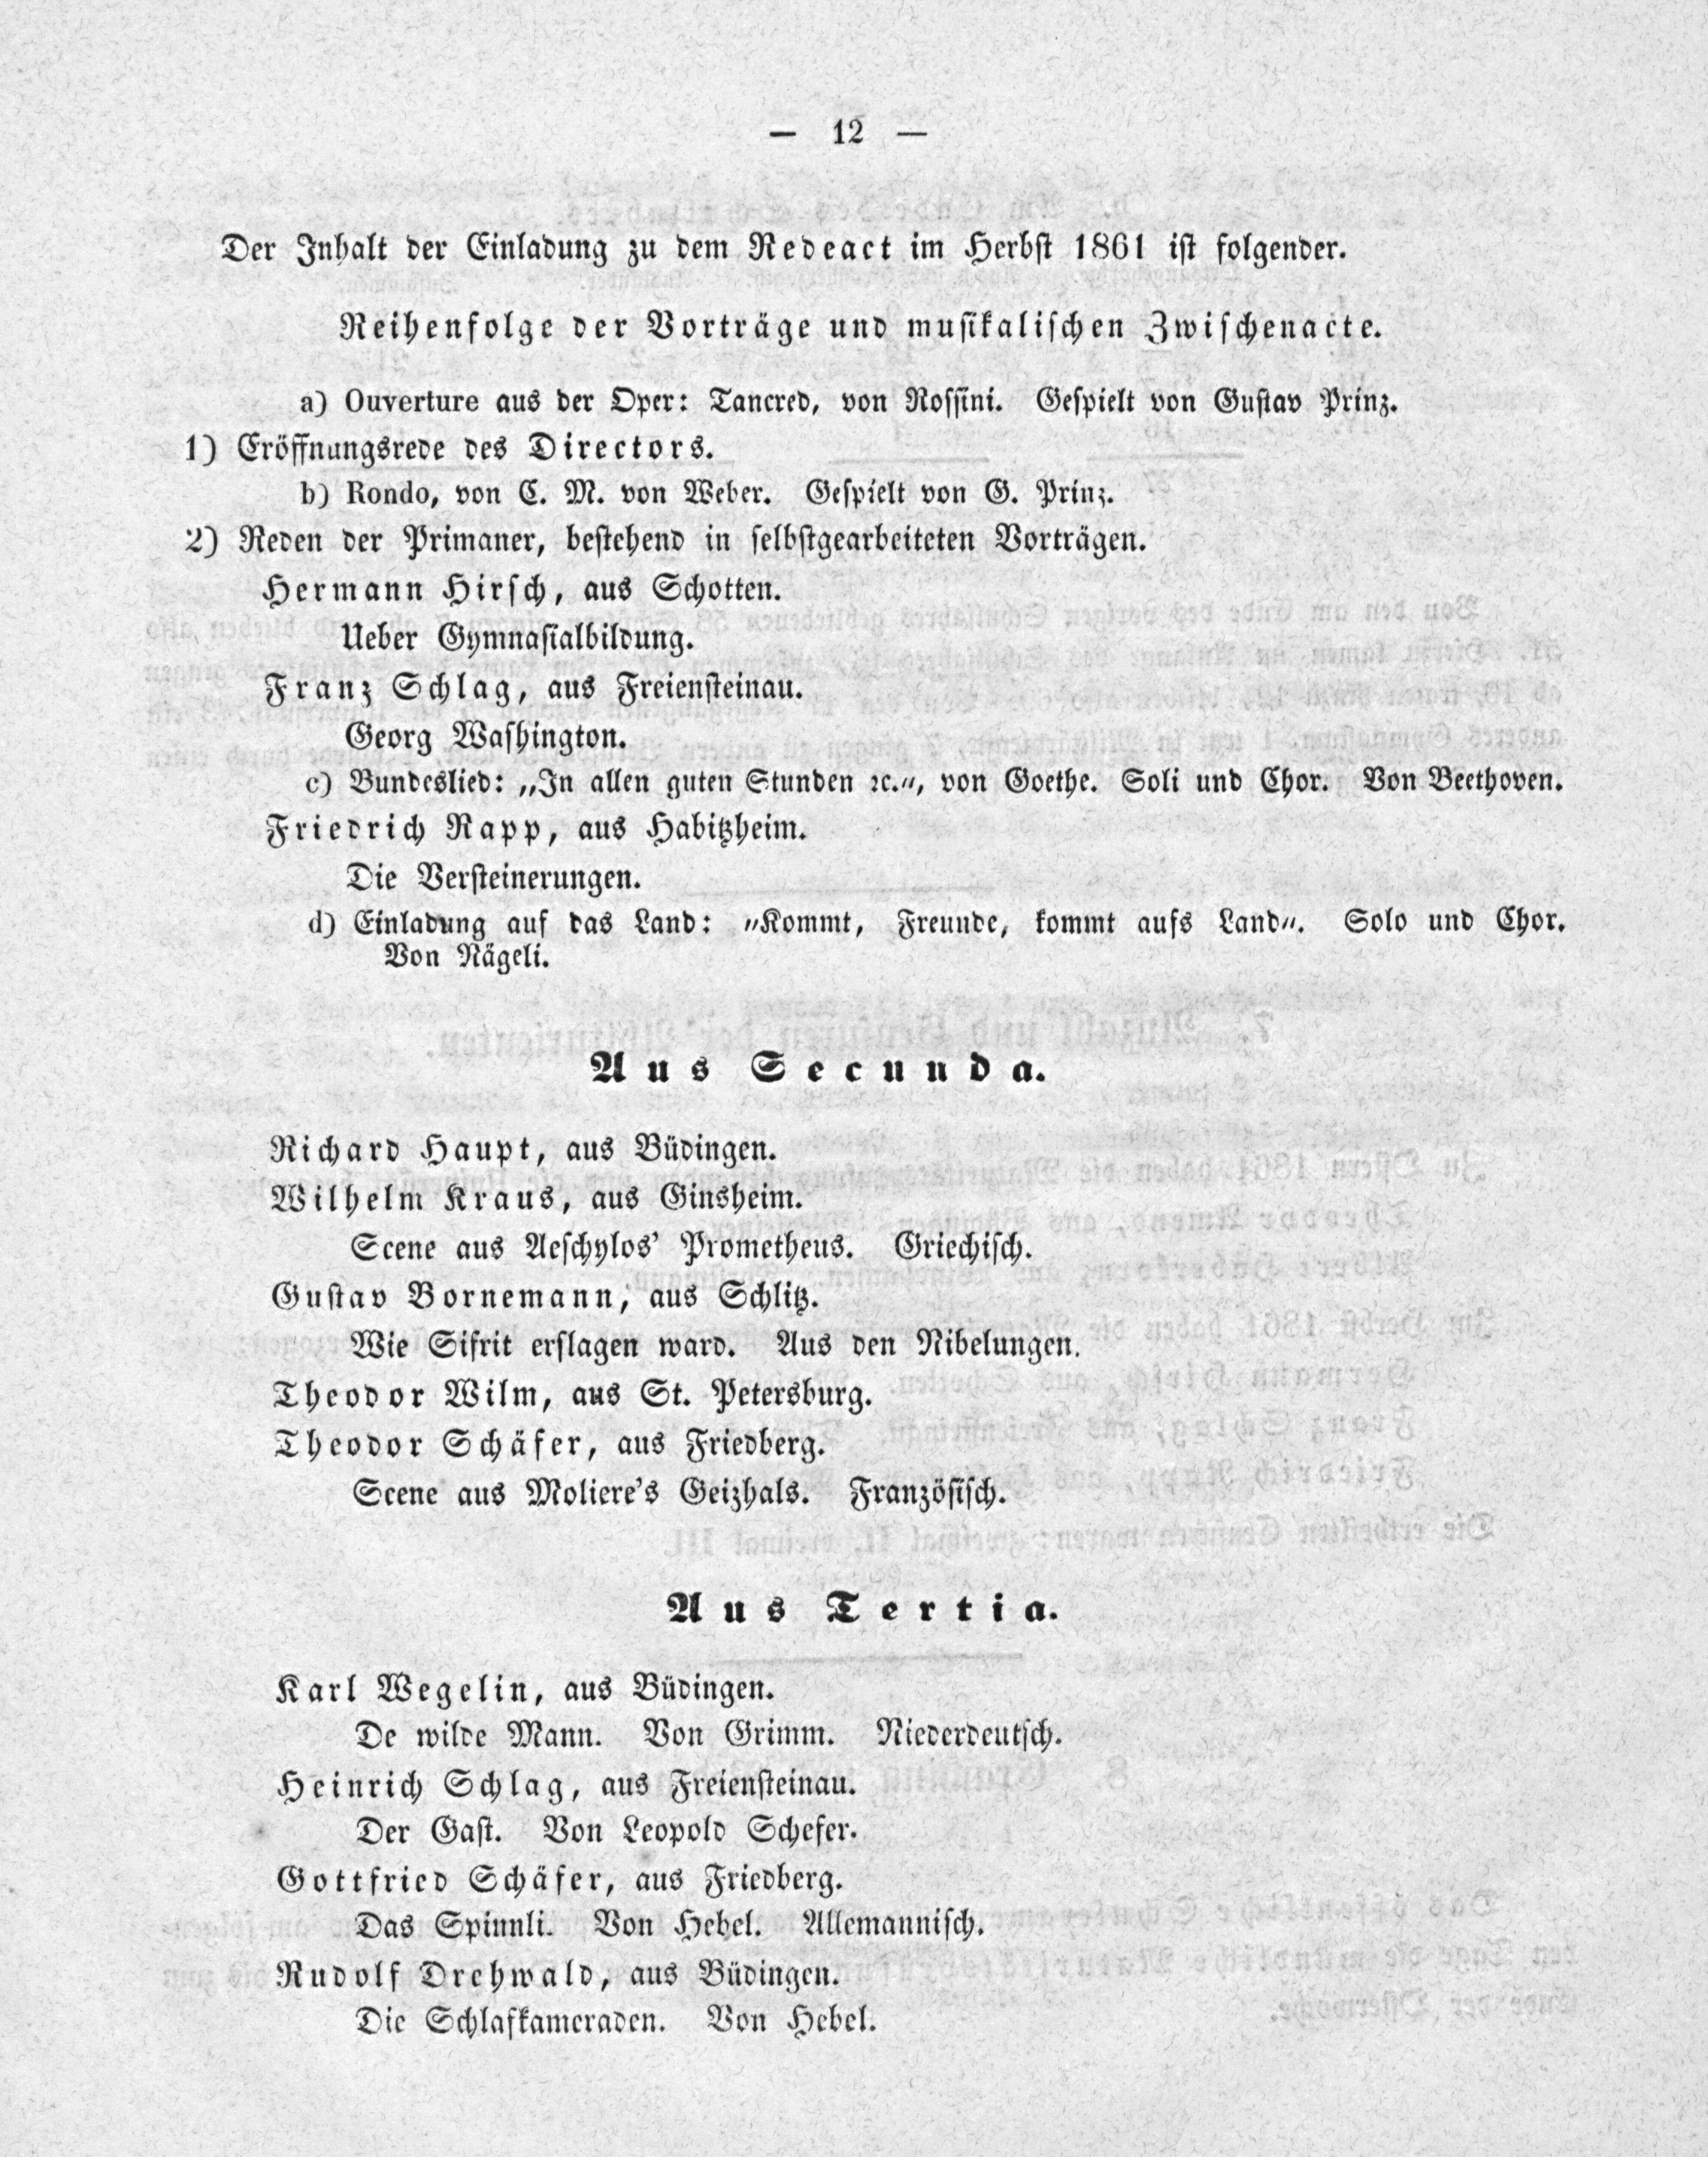 — 12 —
Der Inhalt der Einladung zu dem Redeact im Herbst 1861 ist folgender.
Reihenfolge der Vorträge und musikalischen Zwischenacte.
a) Ouverture aus der Oper: Tancred, von Rossini. Gespielt von Gustav Prinz.
1) Eröffnungsrede des Directors.
b) Rondo, von C. M. von Weber. Gespielt von G. Prinz.
2) Reden der Primaner, bestehend in selbstgearbeiteten Vorträgen.
Hermann Hirsch, aus Schotten.
Ueber Gymnasialbildung.
Franz Schlag, aus Freiensteinau.
Georg Washington.
c) Bundeslied: „In allen guten Stunden ꝛc.“, von Goethe. Soli und Chor. Von Beethoven.
Friedrich Rapp, aus Habitzheim.
Die Versteinerungen.
d) Einladung auf das Land: „Kommt, Freunde, kommt aufs Land“. Solo und Chor.
Von Nägeli.
Aus Secunda.
Richard Haupt, aus Büdingen.
Wilhelm Kraus, aus Ginsheim.
Scene aus Aeschylos’ Prometheus. Griechisch.
Gustav Bornemann, aus Schlitz.
Wie Sifrit erslagen ward. Aus den Nibelungen.
Theodor Wilm, aus St. Petersburg.
Theodor Schäfer, aus Friedberg.
Scene aus Moliere’s Geizhals. Französisch.
Aus Tertia.
Karl Wegelin, aus Büdingen.
De wilde Mann. Von Grimm. Niederdeutsch.
Heinrich Schlag, aus Freiensteinau.
Der Gast. Von Leopold Schefer.
Gottfried Schäfer, aus Friedberg.
Das Spinnli. Von Hebel. Allemannisch.
Rudolf Drehwald, aus Büdingen.
Die Schlafkameraden. Von Hebel.